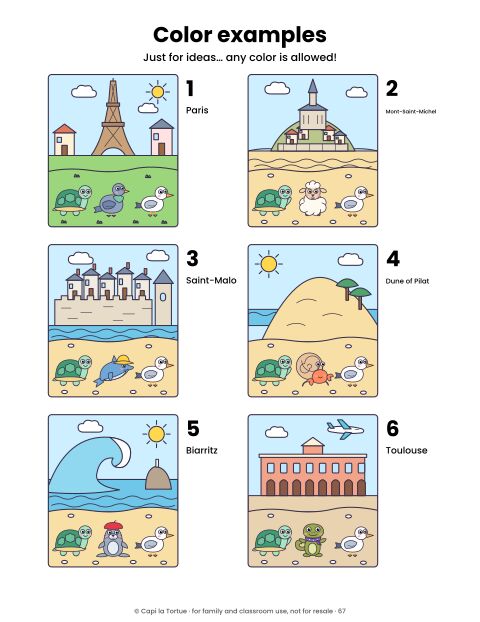 Color examples
Just for ideas... any color is allowed!
1
Paris
2
Mont-Saint-Michel
3
Saint-Malo
4
Dune of Pilat
5
Biarritz
6
Toulouse
© Capi la Tortue · for family and classroom use, not for resale · 67